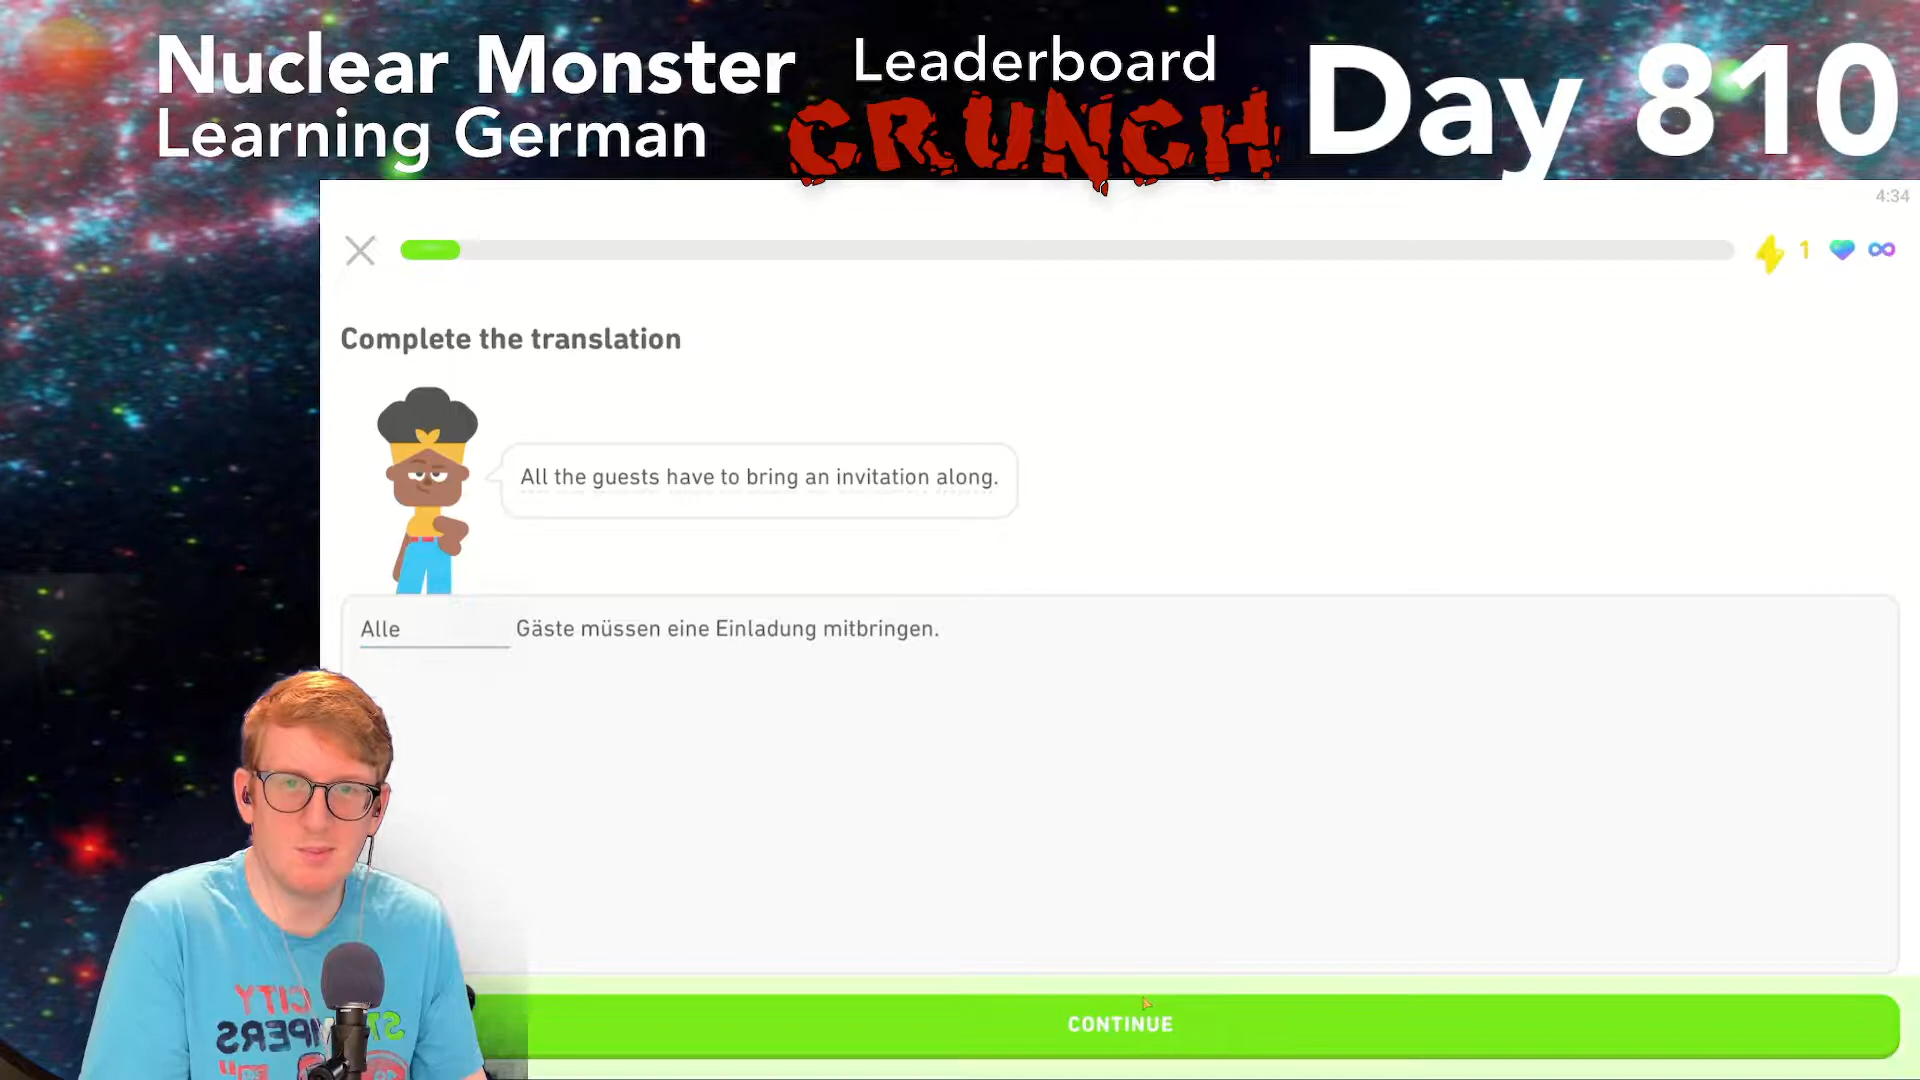 Nuclear Monster
Learning German
Leaderboard
CRUNCH
Day 810
4:34
1
Complete the translation
All the guests have to bring an invitation along.
Alle Gäste müssen eine Einladung mitbringen.
CITY
CONTINUE